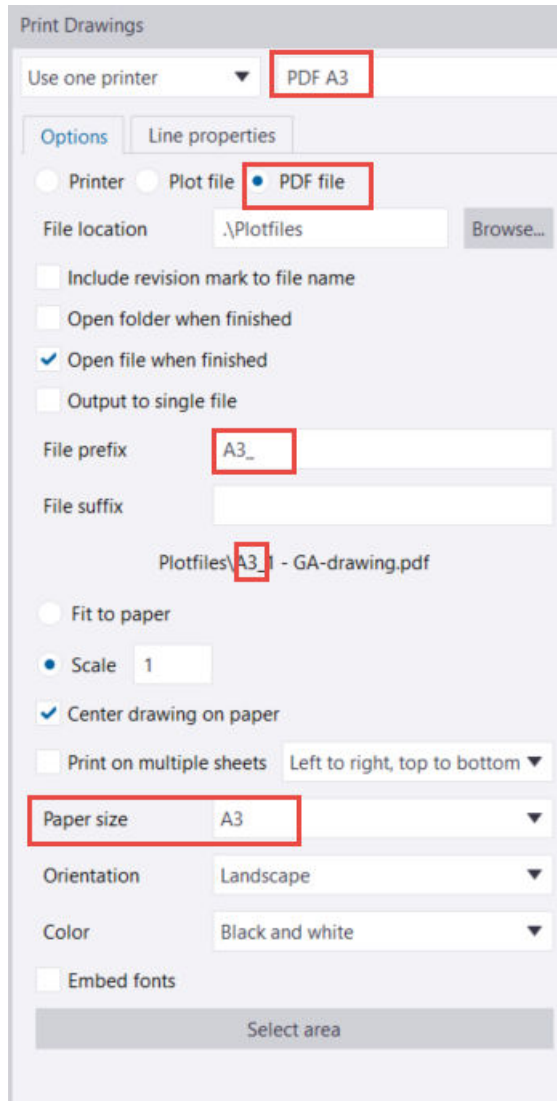 Print Drawings
Use one printer PDF A3
Options Line properties
Printer Plot file PDF file
File location .\Plotfiles Browse...
Include revision mark to file name
Open folder when finished
Open file when finished
Output to single file
File prefix A3_
File suffix
Plotfiles\A3_1 - GA-drawing.pdf
Fit to paper
Scale 1
Center drawing on paper
Print on multiple sheets Left to right, top to bottom
Paper size A3
Orientation Landscape
Color Black and white
Embed fonts
Select area